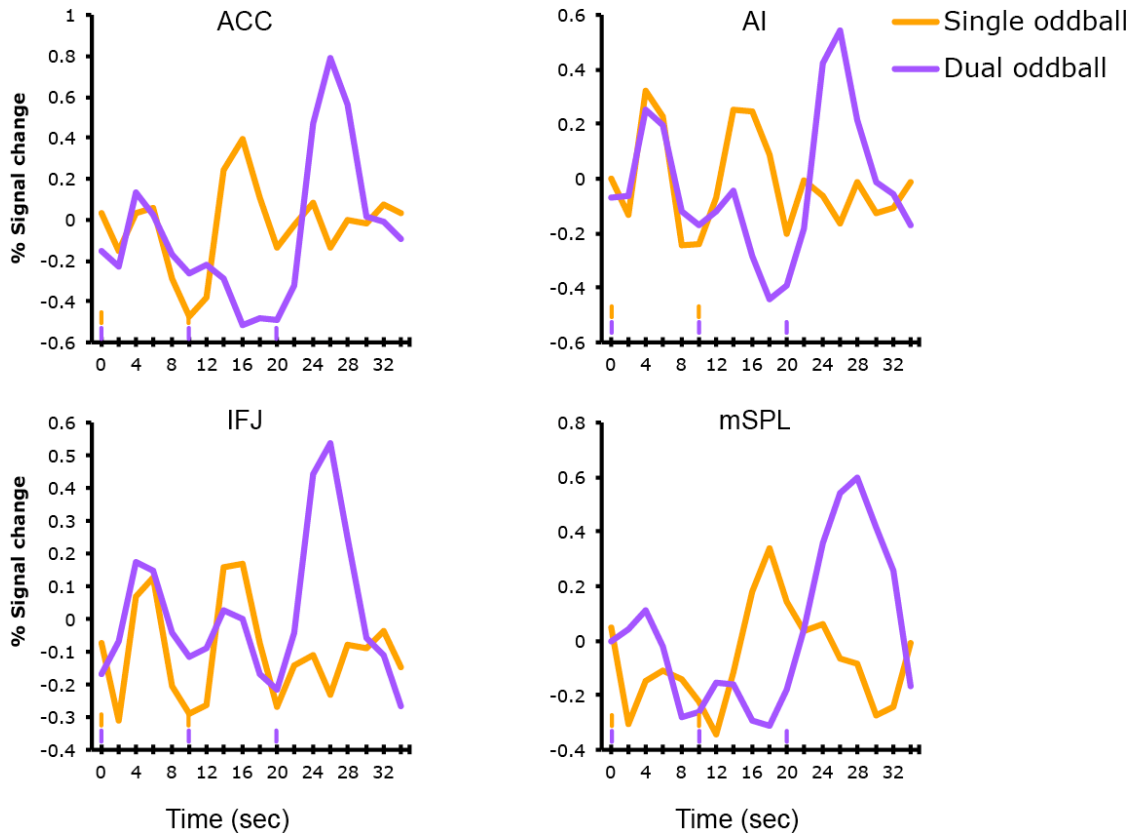 ACC
1
0.8
0.6
0.4
0.2
0
-0.2
-0.4
-0.6
% Signal change
0 4 8 12 16 20 24 28 32
AI
0.6
0.4
0.2
0
-0.2
-0.4
-0.6
0 4 8 12 16 20 24 28 32
Single oddball
Dual oddball
IFJ
0.6
0.5
0.4
0.3
0.2
0.1
0
-0.1
-0.2
-0.3
-0.4
% Signal change
0 4 8 12 16 20 24 28 32
Time (sec)
mSPL
0.8
0.6
0.4
0.2
0
-0.2
-0.4
0 4 8 12 16 20 24 28 32
Time (sec)